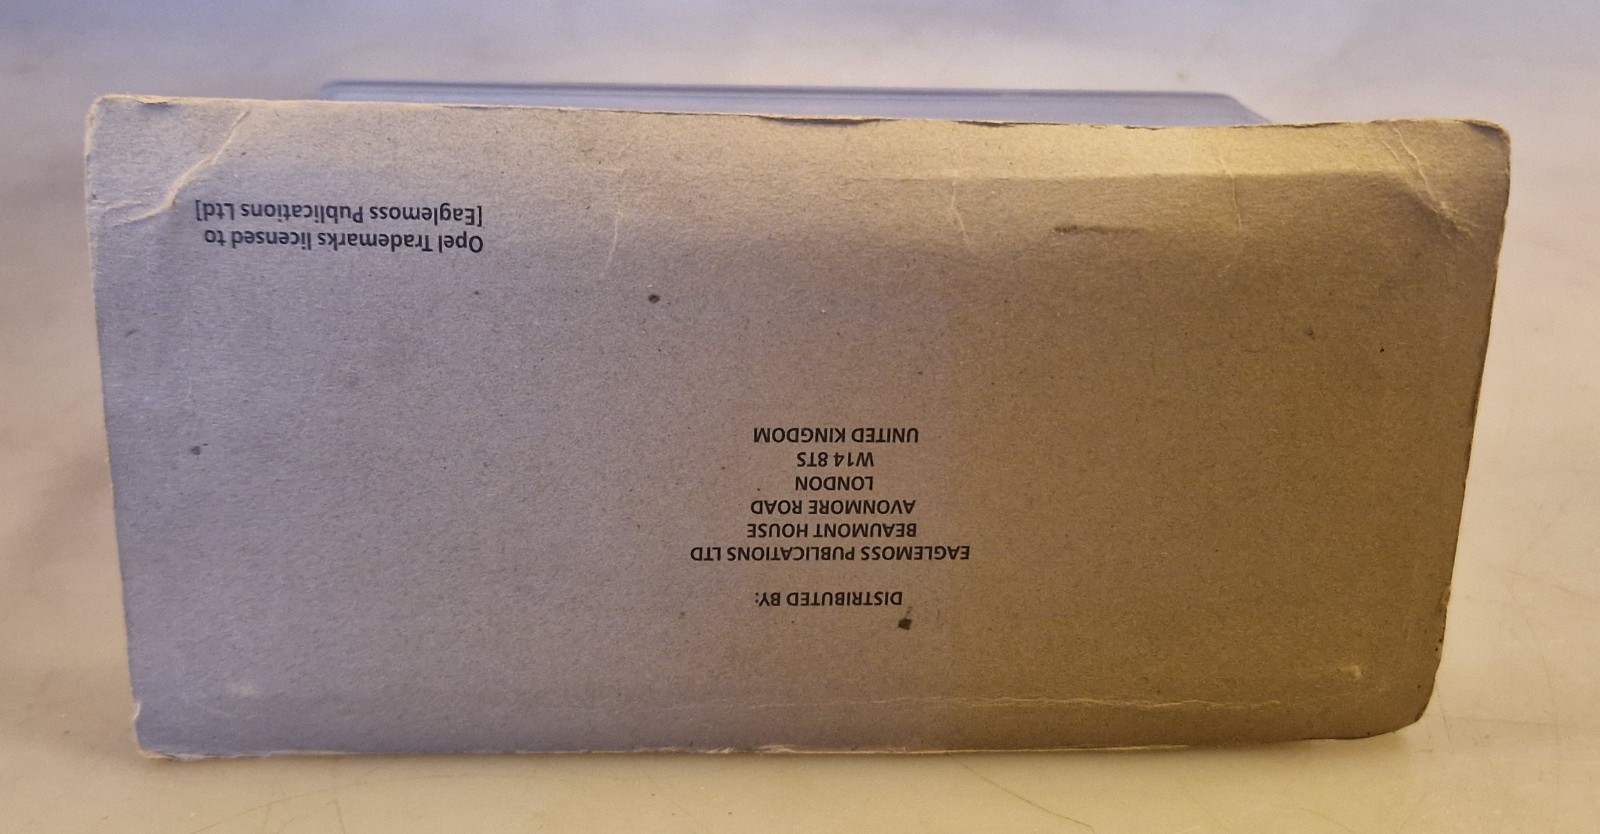 DISTRIBUTED BY:
EAGLEMOSS PUBLICATIONS LTD
BEAUMONT HOUSE
AVONMORE ROAD
LONDON
W14 8TS
UNITED KINGDOM
Opel Trademarks licensed to
[Eaglemoss Publications Ltd]